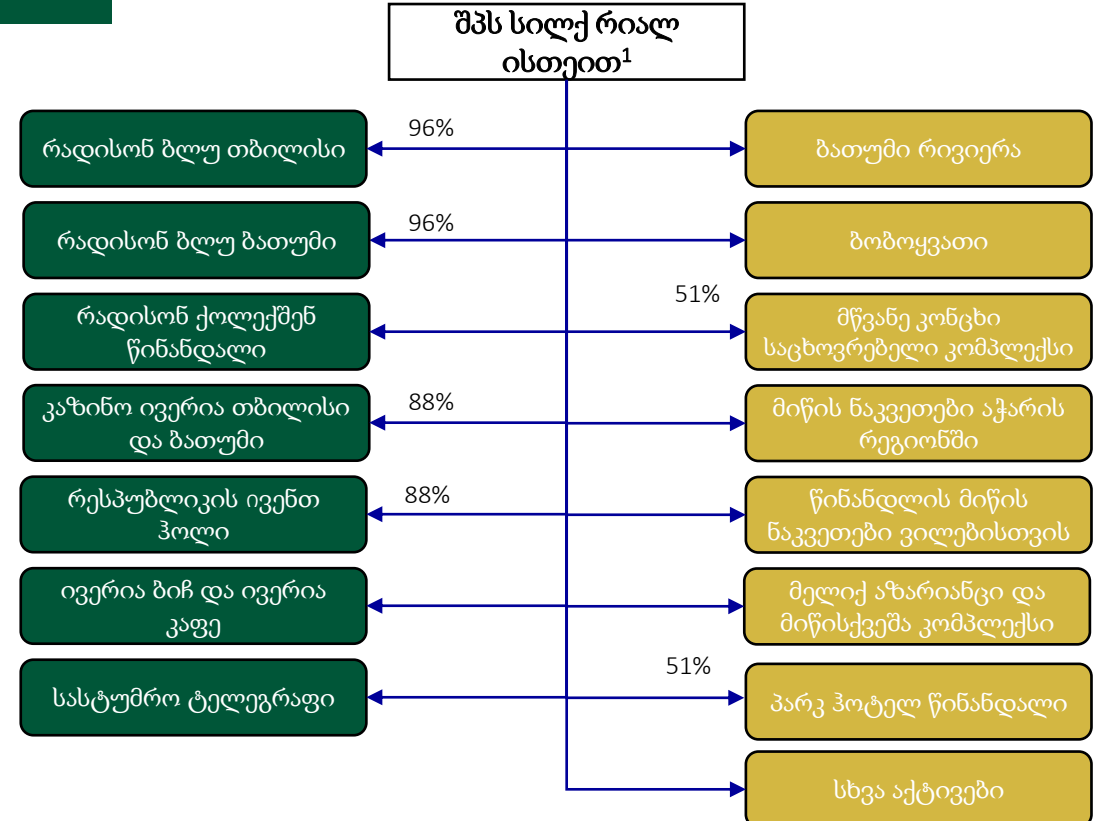 შპს სილქ რიალ
ისთეით¹
96%
რადისონ ბლუ თბილისი
ბათუმი რივიერა
96%
რადისონ ბლუ ბათუმი
ბობოყვათი
51%
რადისონ ქოლექშენ
წინანდალი
მწვანე კონცხი
საცხოვრებელი კომპლექსი
88%
კაზინო ივერია თბილისი
და ბათუმი
მიწის ნაკვეთები აჭარის
რეგიონში
88%
რესპუბლიკის ივენთ
ჰოლი
წინანდლის მიწის
ნაკვეთები ვილებისთვის
ივერია ბიჩ და ივერია
კაფე
მელიქ აზარიანცი და
მიწისქვეშა კომპლექსი
51%
სასტუმრო ტელეგრაფი
პარკ ჰოტელ წინანდალი
სხვა აქტივები